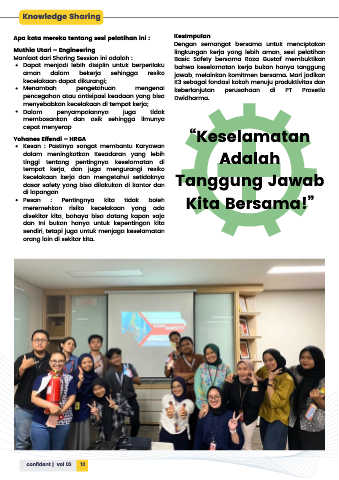 Knowledge Sharing
Apa kata mereka tentang sesi pelatihan ini :
Muthia Utari – Engineering
Manfaat dari Sharing Session ini adalah :
• Dapat menjadi lebih disiplin untuk berperilaku
aman dalam bekerja sehingga resiko
kecelakaan dapat dikurangi;
• Menambah pengetahuan mengenai
pencegahan atau antisipasi keadaan yang bisa
menyebabkan kecelakaan di tempat kerja;
• Dalam penyampaiannya juga tidak
membosankan dan asik sehingga ilmunya
cepat menyerap
Yohanes Effendi – HRGA
• Kesan : Pastinya sangat membantu Karyawan
dalam meningkatkan Kesadaran yang lebih
tinggi tentang pentingnya keselamatan di
tempat kerja, dan juga mengurangi resiko
kecelakaan kerja dan mengetahui setidaknya
dasar safety yang bisa dilakukan di kantor dan
di lapangan
• Pesan : Pentingnya kita tidak boleh
meremehkan risiko kecelakaan yang ada
disekitar kita, bahaya bisa datang kapan saja
dan ini bukan hanya untuk kepentingan kita
sendiri, tetapi juga untuk menjaga keselamatan
orang lain di sekitar kita.
Kesimpulan
Dengan semangat bersama untuk menciptakan
lingkungan kerja yang lebih aman, sesi pelatihan
Basic Safety bersama Raza Gustaf membuktikan
bahwa keselamatan kerja bukan hanya tanggung
jawab, melainkan komitmen bersama. Mari jadikan
K3 sebagai fondasi kokoh menuju produktivitas dan
keberlanjutan perusahaan di PT Prasetia
Dwidharma.
“Keselamatan
Adalah
Tanggung Jawab
Kita Bersama!”
confident | vol 05 10